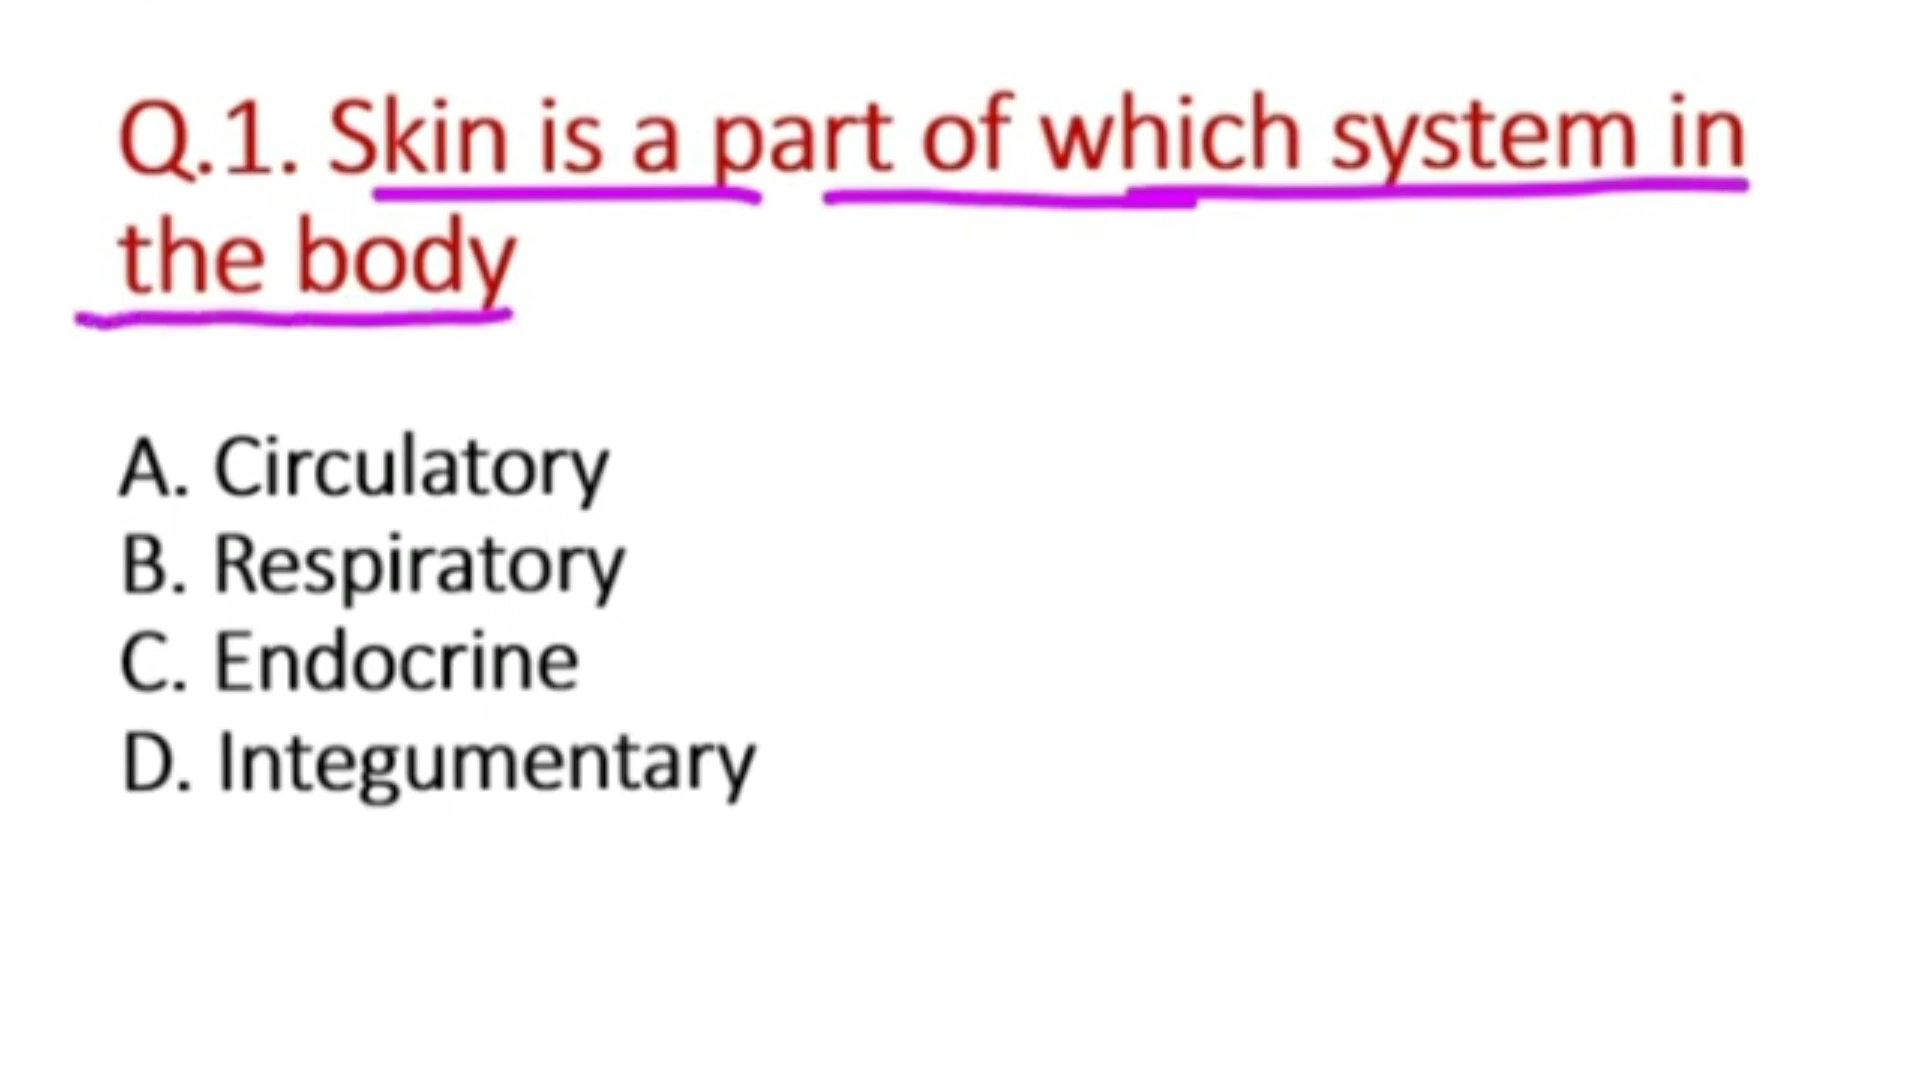 Q.1. Skin is a part of which system in
the body
A. Circulatory
B. Respiratory
C. Endocrine
D. Integumentary